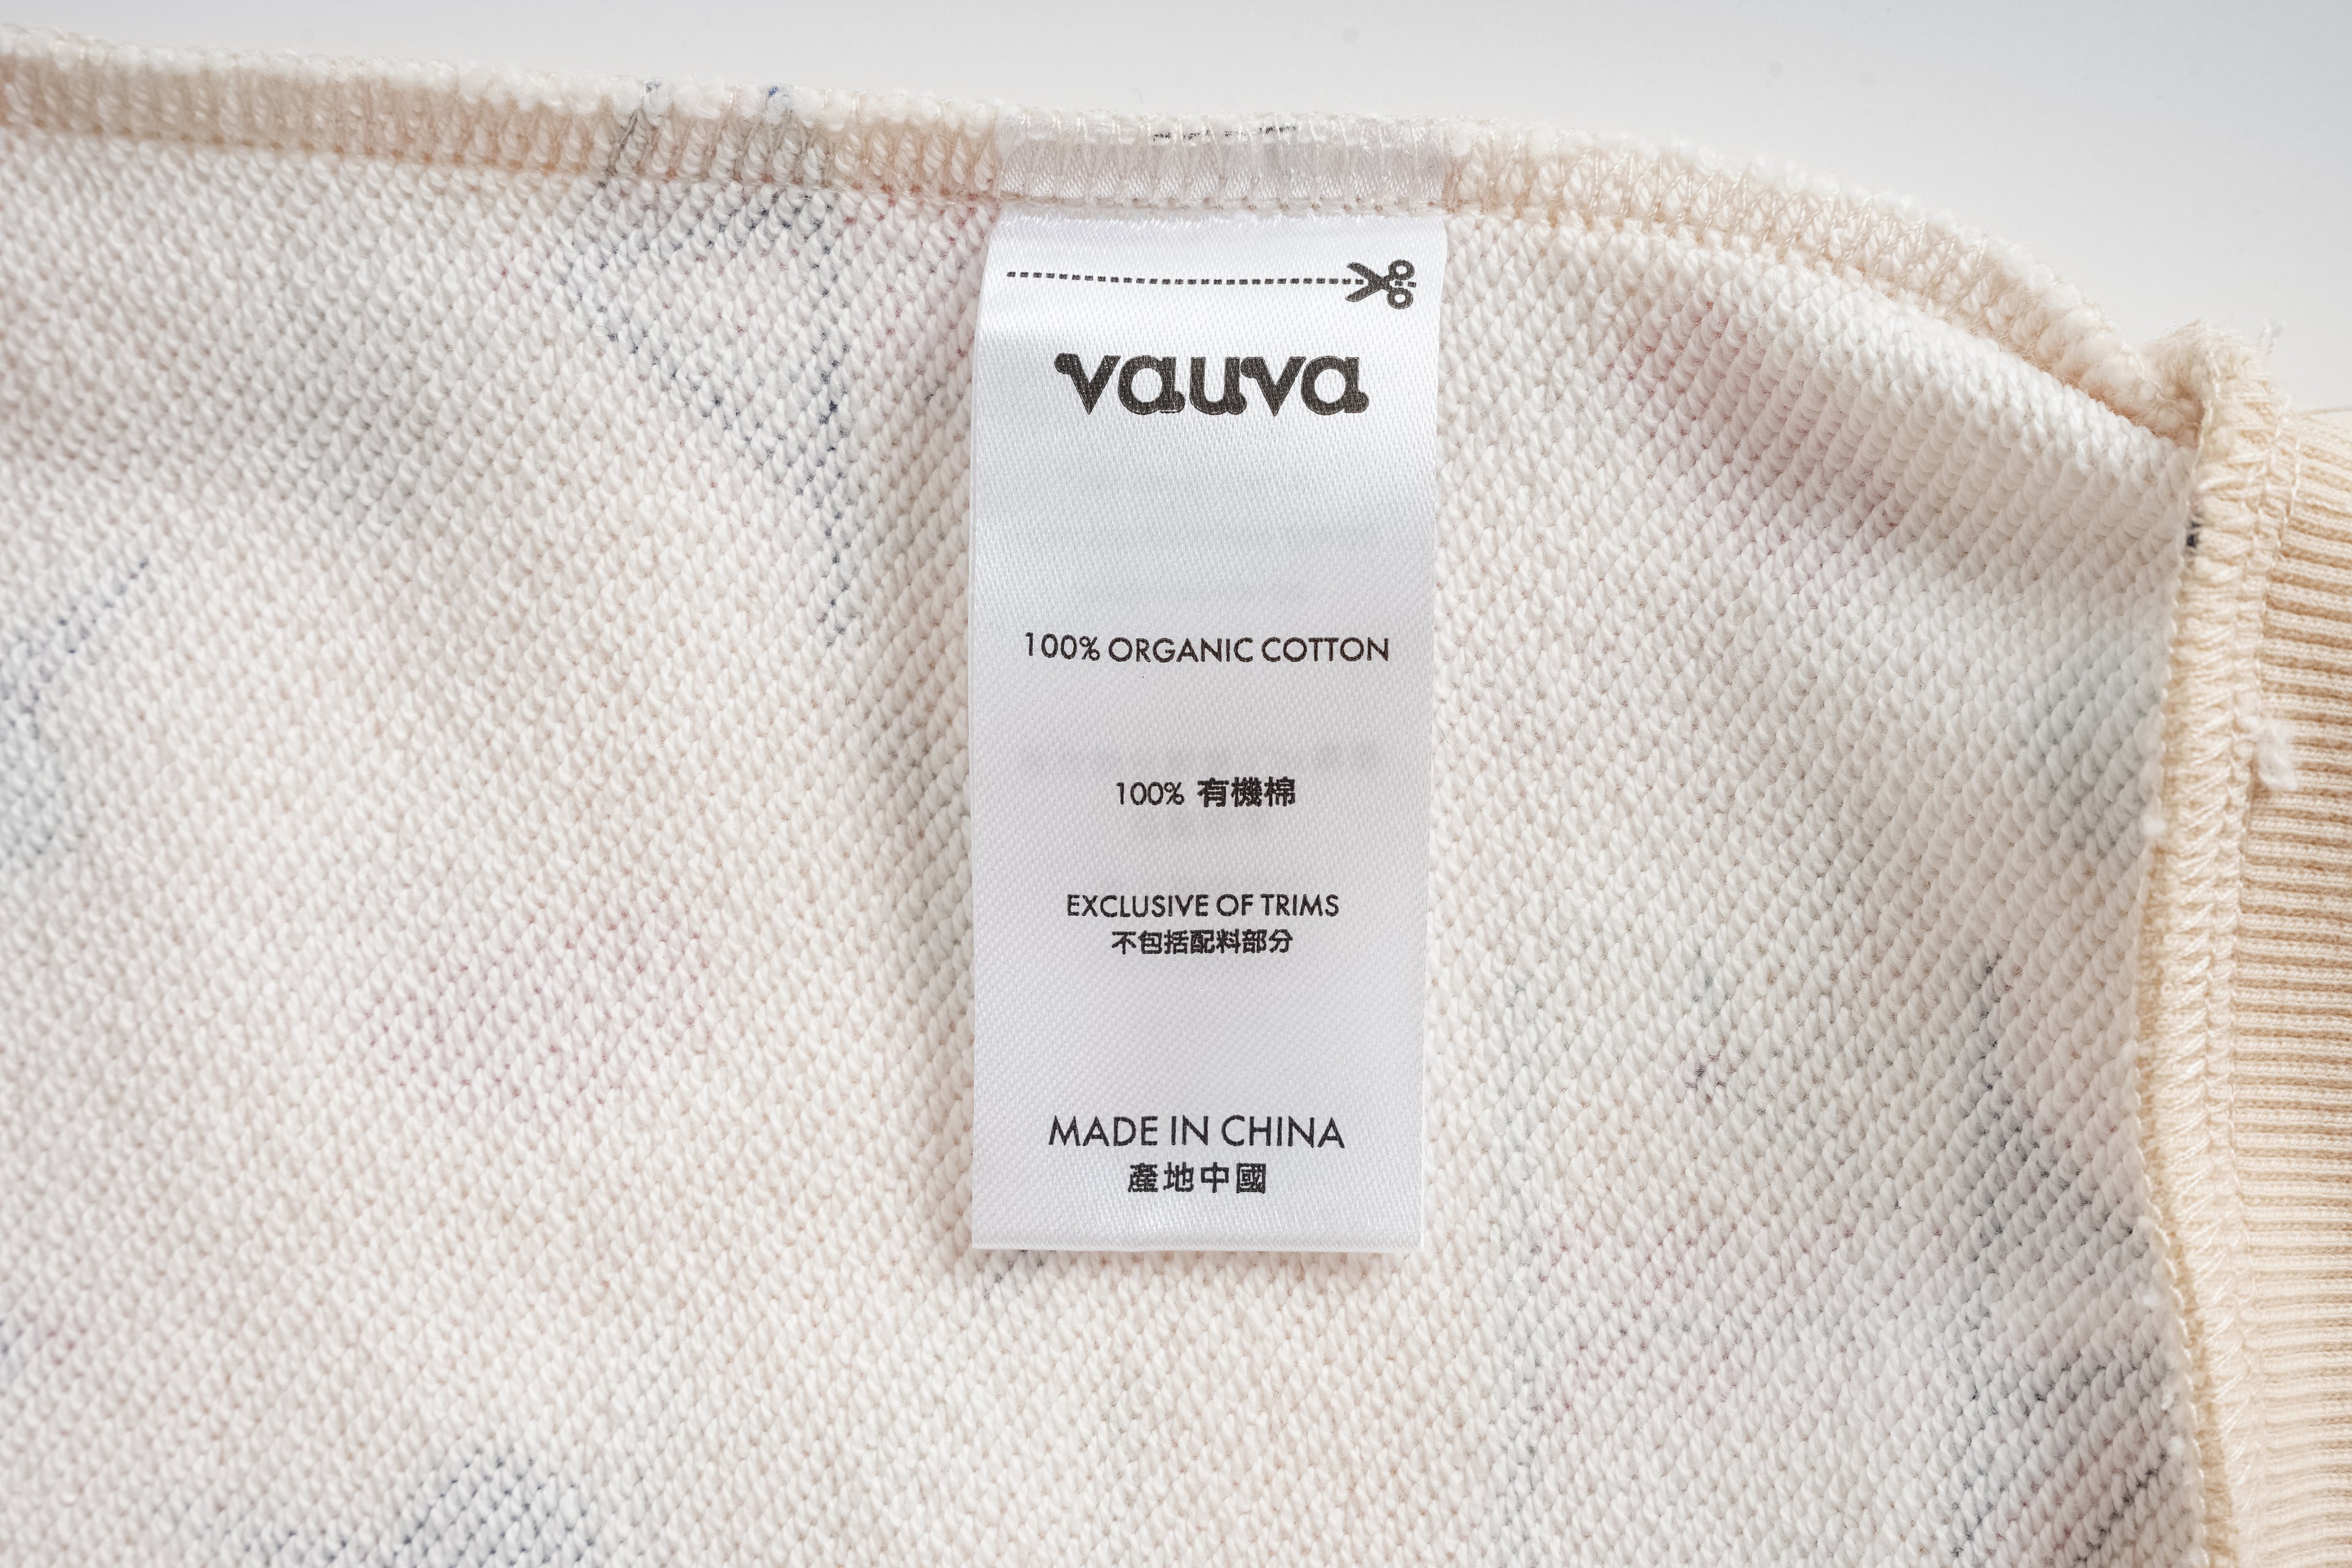 vauva
100% ORGANIC COTTON
100% 有機棉
EXCLUSIVE OF TRIMS
不包括配料部分
MADE IN CHINA
產地中國